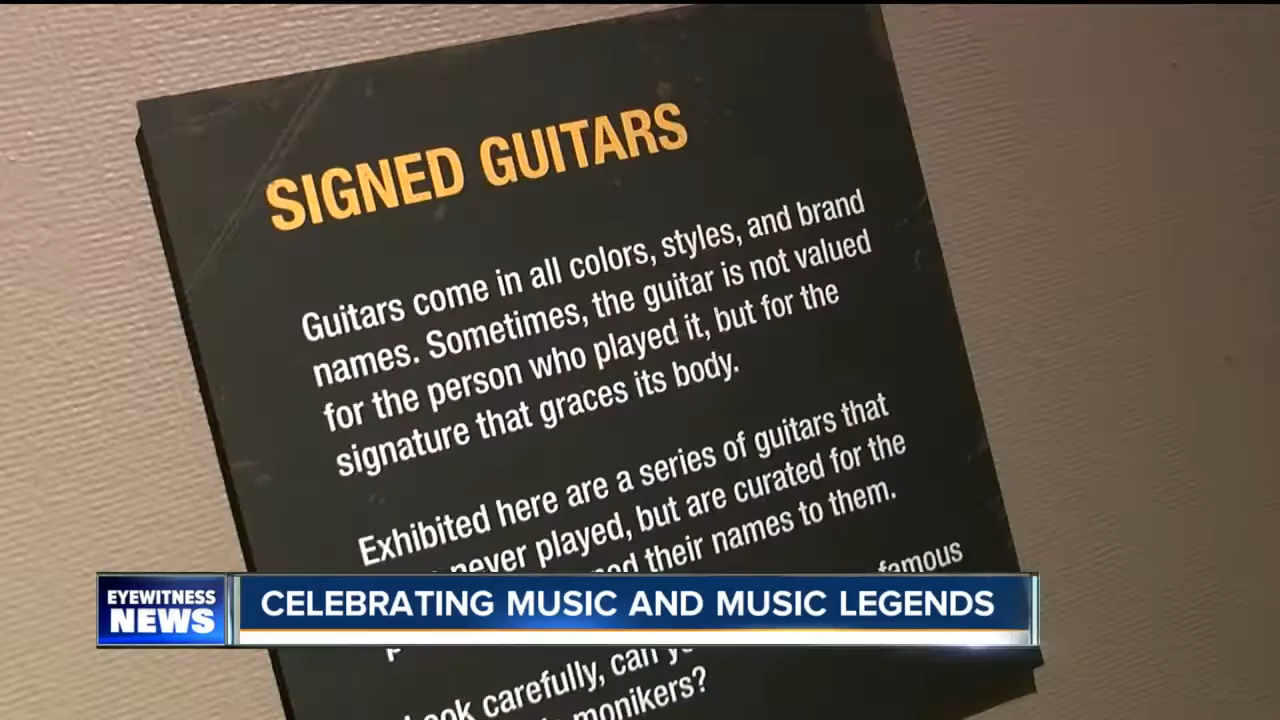 SIGNED GUITARS
Guitars come in all colors, styles, and brand
names. Sometimes, the guitar is not valued
for the person who played it, but for the
signature that graces its body.
Exhibited here are a series of guitars that
never played, but are curated for the
their names to them.
famous
carefully, can
monikers?
EYEWITNESS
NEWS
CELEBRATING MUSIC AND MUSIC LEGENDS